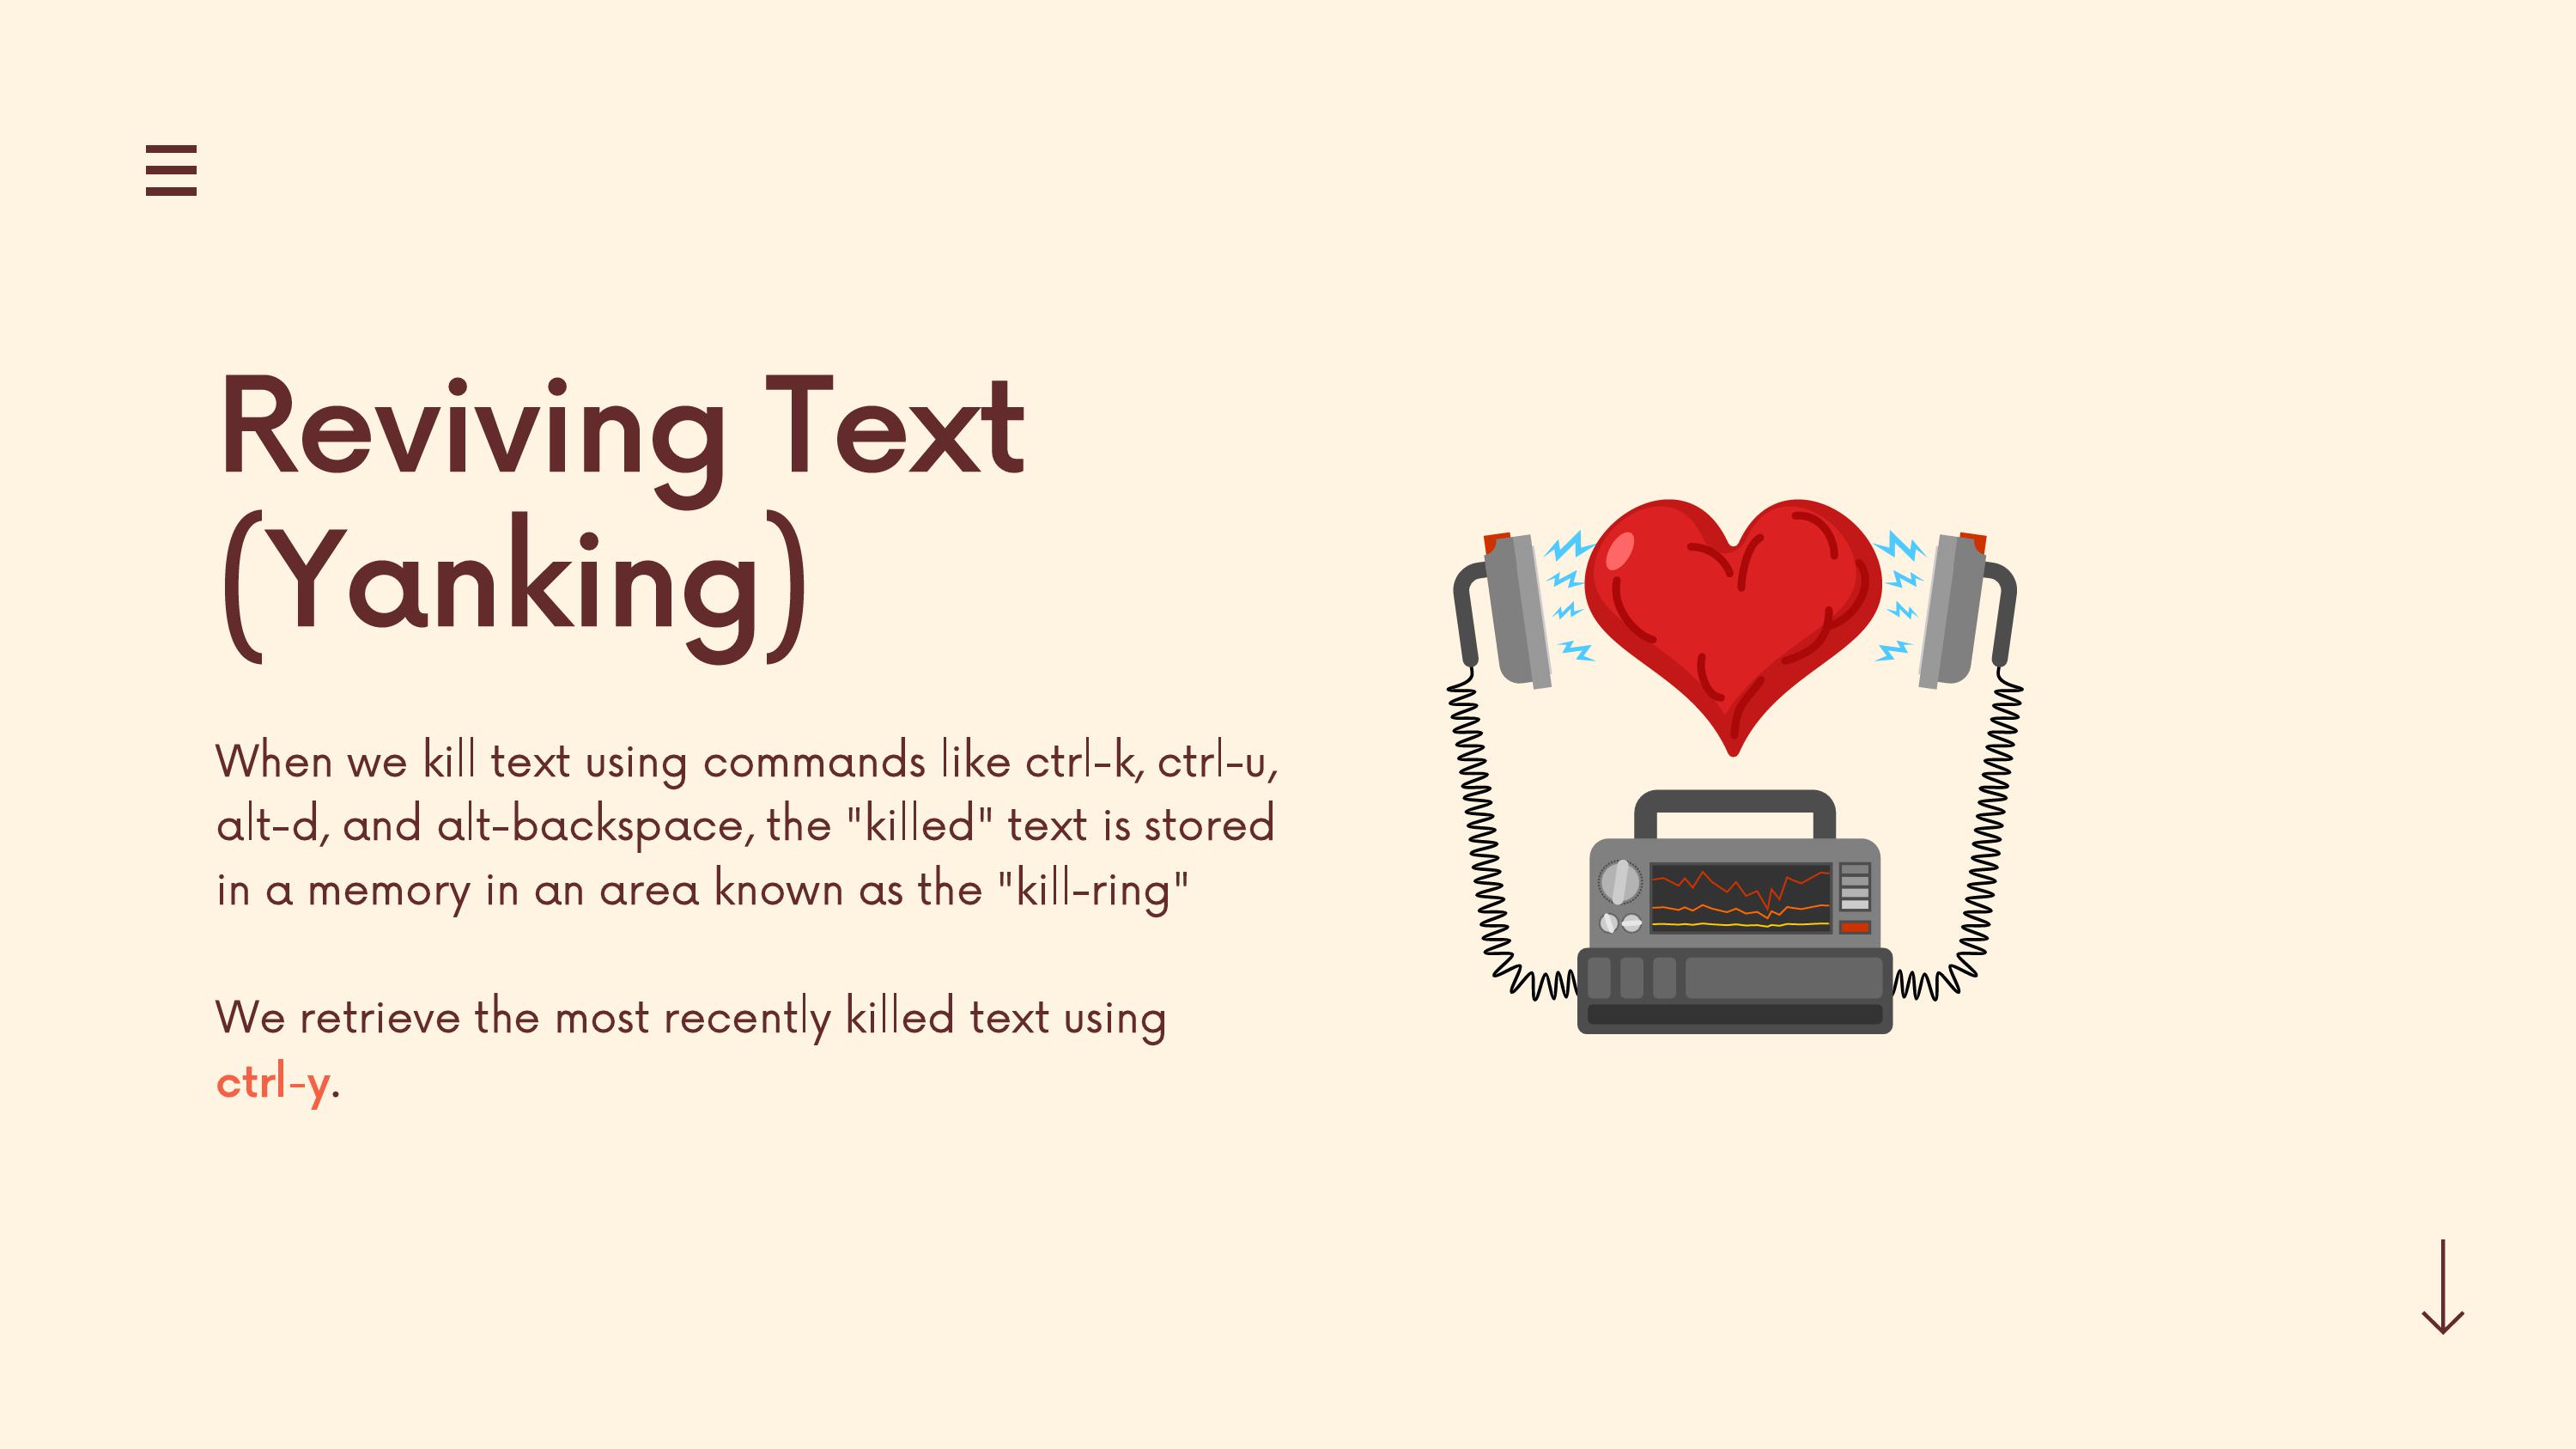 Reviving Text
(Yanking)
When we kill text using commands like ctrl-k, ctrl-u,
alt-d, and alt-backspace, the "killed" text is stored
in a memory in an area known as the "kill-ring"
We retrieve the most recently killed text using
ctrl-y.